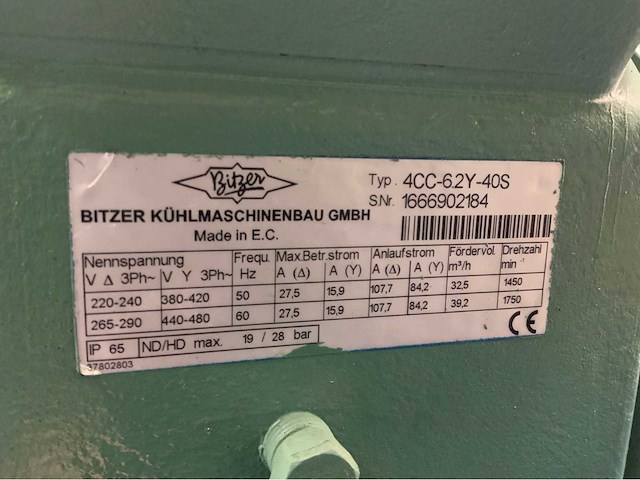 Bitzer
Typ. 4CC-6.2Y-40S
S.Nr. 1666902184
BITZER KÜHLMASCHINENBAU GMBH
Made in E.C.
Nennspannung Frequ. Max.Betr.strom Anlaufstrom Fördervol. Drehzahl
V Δ 3Ph~ V Y 3Ph~ Hz A (Δ) A (Y) A (Δ) A (Y) m³/h min
220-240 380-420 50 27,5 15,9 107,7 84,2 32,5 1450
265-290 440-480 60 27,5 15,9 107,7 84,2 39,2 1750
IP 65 ND/HD max. 19 / 28 bar
CE
37802803